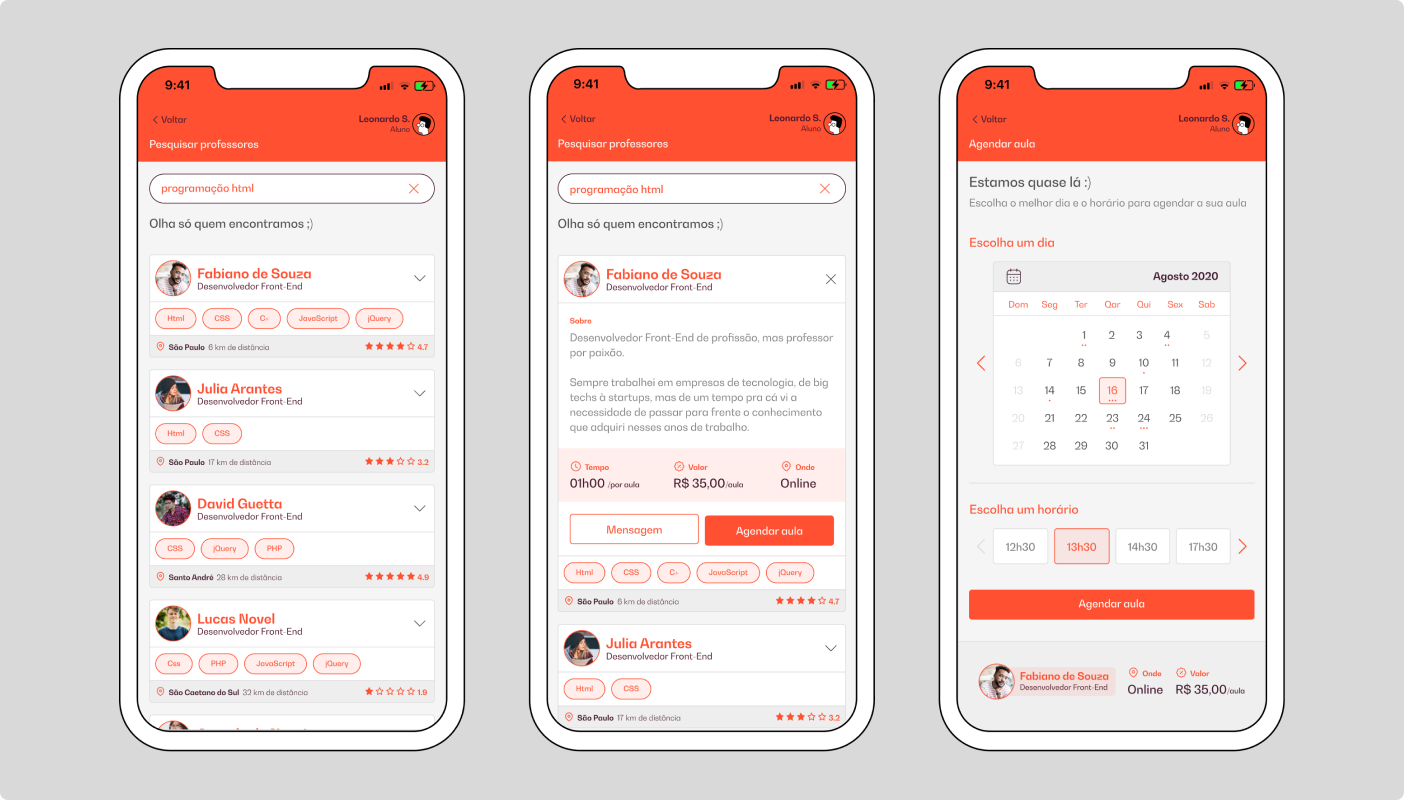 9:41
Voltar
Leonardo S.
Aluno
Pesquisar professores
programação html
Olha só quem encontramos ;)
Fabiano de Souza
Desenvolvedor Front-End
Html CSS C+ JavaScript jQuery
São Paulo 6 km de distância 4.7
Julia Arantes
Desenvolvedor Front-End
Html CSS
São Paulo 17 km de distância 3.2
David Guetta
Desenvolvedor Front-End
CSS jQuery PHP
Santo André 28 km de distância 4.9
Lucas Novel
Desenvolvedor Front-End
Css PHP JavaScript jQuery
São Caetano do Sul 32 km de distância 1.9
9:41
Voltar
Leonardo S.
Aluno
Pesquisar professores
programação html
Olha só quem encontramos ;)
Fabiano de Souza
Desenvolvedor Front-End
Sobre
Desenvolvedor Front-End de profissão, mas professor
por paixão.
Sempre trabalhei em empresas de tecnologia, de big
techs à startups, mas de um tempo pra cá vi a
necessidade de passar para frente o conhecimento
que adquiri nesses anos de trabalho.
Tempo Valor Onde
01h00 /por aula R$ 35,00/aula Online
Mensagem Agendar aula
Html CSS C+ JavaScript jQuery
São Paulo 6 km de distância 4.7
Julia Arantes
Desenvolvedor Front-End
Html CSS
São Paulo 17 km de distância 3.2
9:41
Voltar
Leonardo S.
Aluno
Agendar aula
Estamos quase lá :)
Escolha o melhor dia e o horário para agendar a sua aula
Escolha um dia
Agosto 2020
Dom Seg Ter Qar Qui Sex Sab
1 2 3 4 5
6 7 8 9 10 11 12
13 14 15 16 17 18 19
20 21 22 23 24 25 26
27 28 29 30 31
Escolha um horário
12h30 13h30 14h30 17h30
Agendar aula
Fabiano de Souza
Desenvolvedor Front-End
Onde Valor
Online R$ 35,00/aula